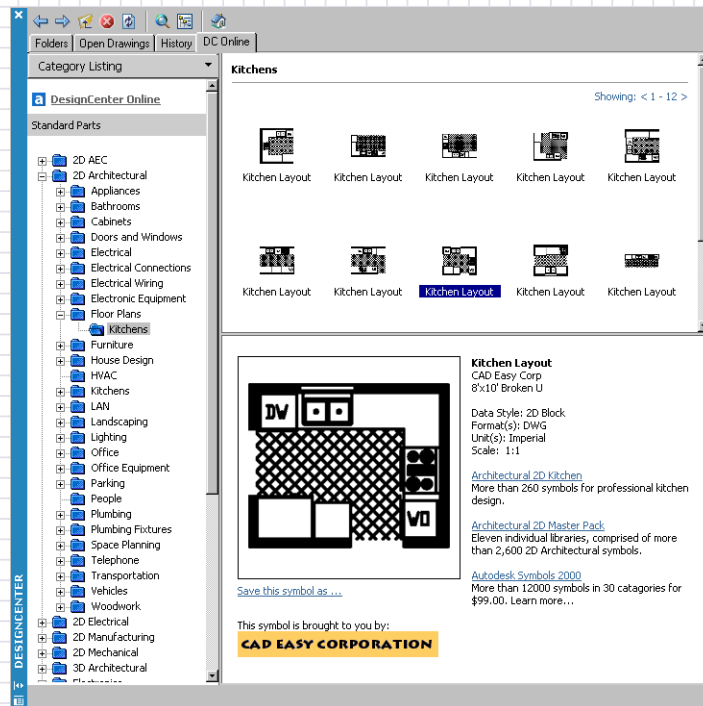 Folders
Open Drawings
History
DC Online
Category Listing
DesignCenter Online
Standard Parts
2D AEC
2D Architectural
Appliances
Bathrooms
Cabinets
Doors and Windows
Electrical
Electrical Connections
Electrical Wiring
Electronic Equipment
Floor Plans
Kitchens
Furniture
House Design
HVAC
Kitchens
LAN
Landscaping
Lighting
Office
Office Equipment
Parking
People
Plumbing
Plumbing Fixtures
Space Planning
Telephone
Transportation
Vehicles
Woodwork
2D Electrical
2D Manufacturing
2D Mechanical
3D Architectural
Electronics
DESIGNCENTER
Kitchens
Showing: < 1 - 12 >
Kitchen Layout
Kitchen Layout
Kitchen Layout
Kitchen Layout
Kitchen Layout
Kitchen Layout
Kitchen Layout
Kitchen Layout
Kitchen Layout
Kitchen Layout
DW
WO
Save this symbol as ...
This symbol is brought to you by:
CAD EASY CORPORATION
Kitchen Layout
CAD Easy Corp
8'x10' Broken U
Data Style: 2D Block
Format(s): DWG
Unit(s): Imperial
Scale: 1:1
Architectural 2D Kitchen
More than 260 symbols for professional kitchen
design.
Architectural 2D Master Pack
Eleven individual libraries, comprised of more
than 2,600 2D Architectural symbols.
Autodesk Symbols 2000
More than 12000 symbols in 30 catagories for
$99.00. Learn more...